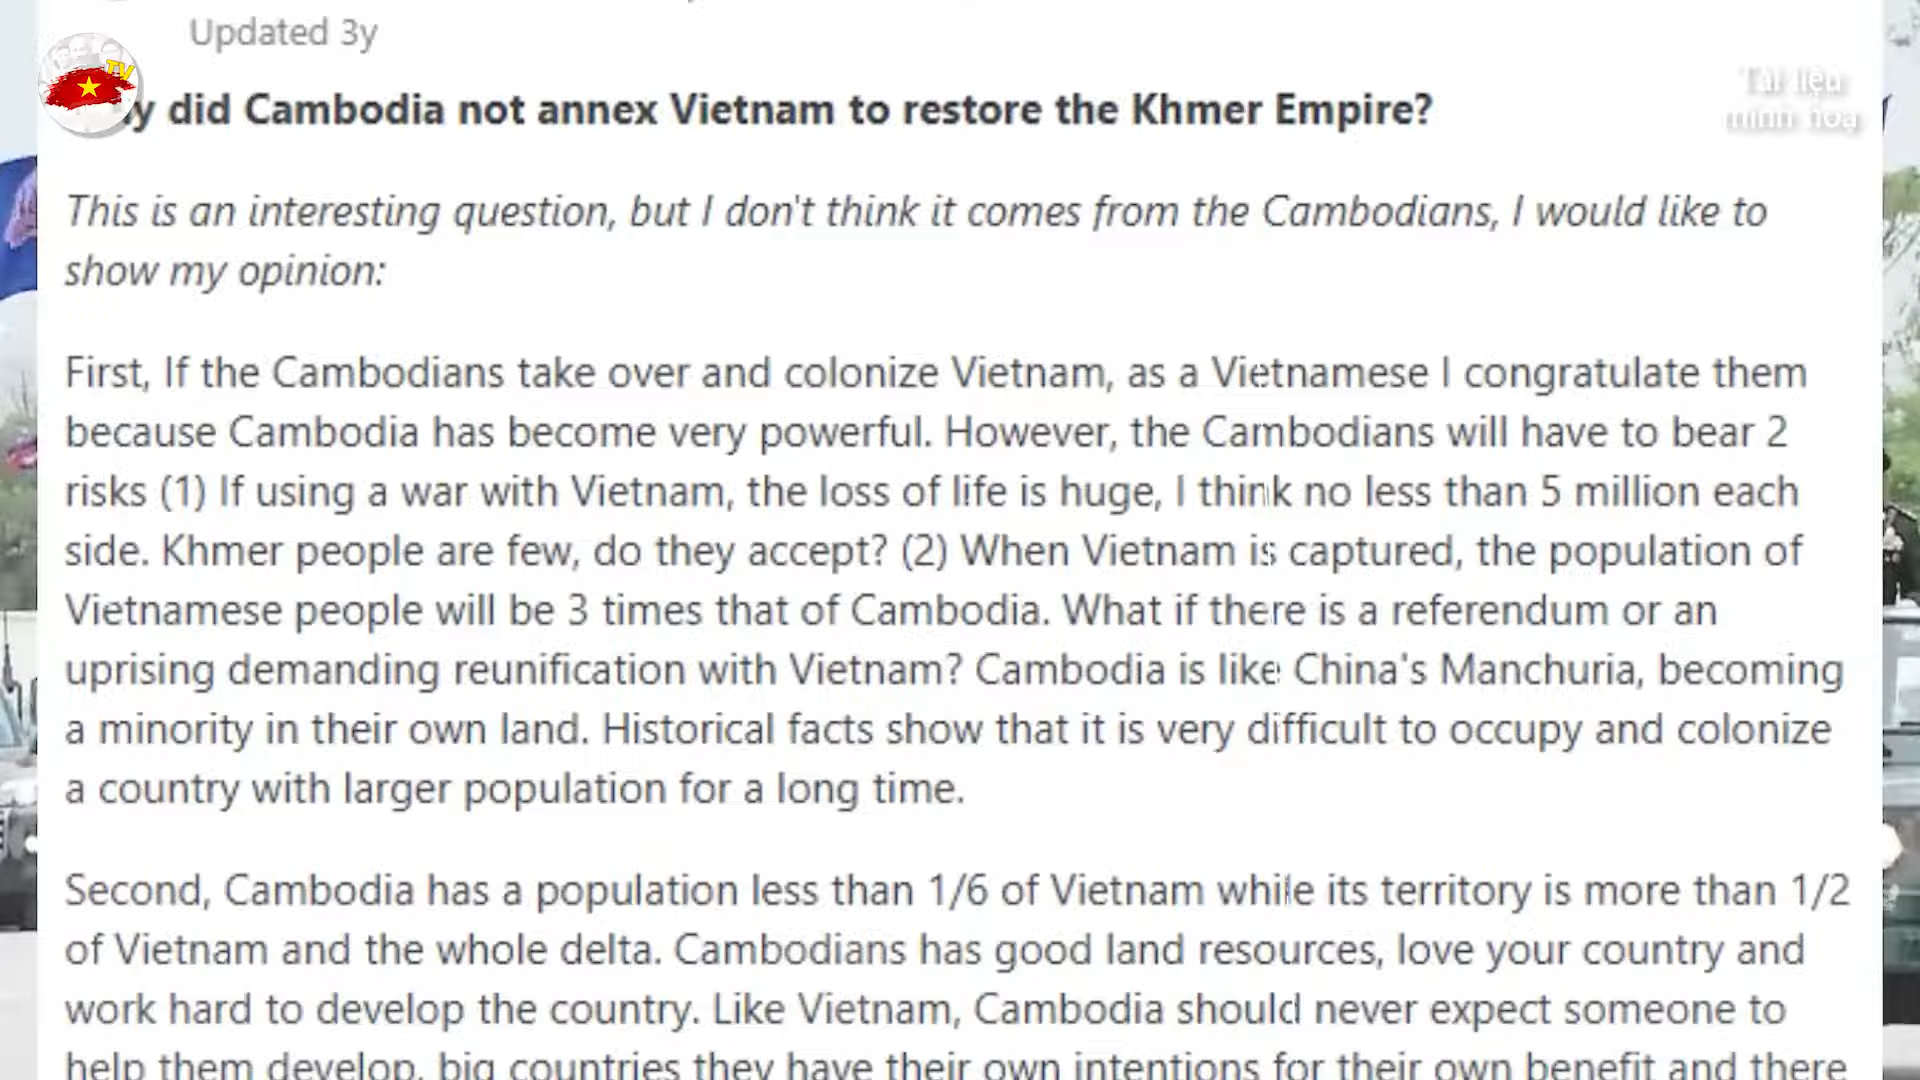 Updated 3y
TV
Tài liệu
minh hoạ
y did Cambodia not annex Vietnam to restore the Khmer Empire?
This is an interesting question, but I don't think it comes from the Cambodians, I would like to
show my opinion:
First, If the Cambodians take over and colonize Vietnam, as a Vietnamese I congratulate them
because Cambodia has become very powerful. However, the Cambodians will have to bear 2
risks (1) If using a war with Vietnam, the loss of life is huge, I think no less than 5 million each
side. Khmer people are few, do they accept? (2) When Vietnam is captured, the population of
Vietnamese people will be 3 times that of Cambodia. What if there is a referendum or an
uprising demanding reunification with Vietnam? Cambodia is like China's Manchuria, becoming
a minority in their own land. Historical facts show that it is very difficult to occupy and colonize
a country with larger population for a long time.
Second, Cambodia has a population less than 1/6 of Vietnam while its territory is more than 1/2
of Vietnam and the whole delta. Cambodians has good land resources, love your country and
work hard to develop the country. Like Vietnam, Cambodia should never expect someone to
help them develop, big countries they have their own intentions for their own benefit and there